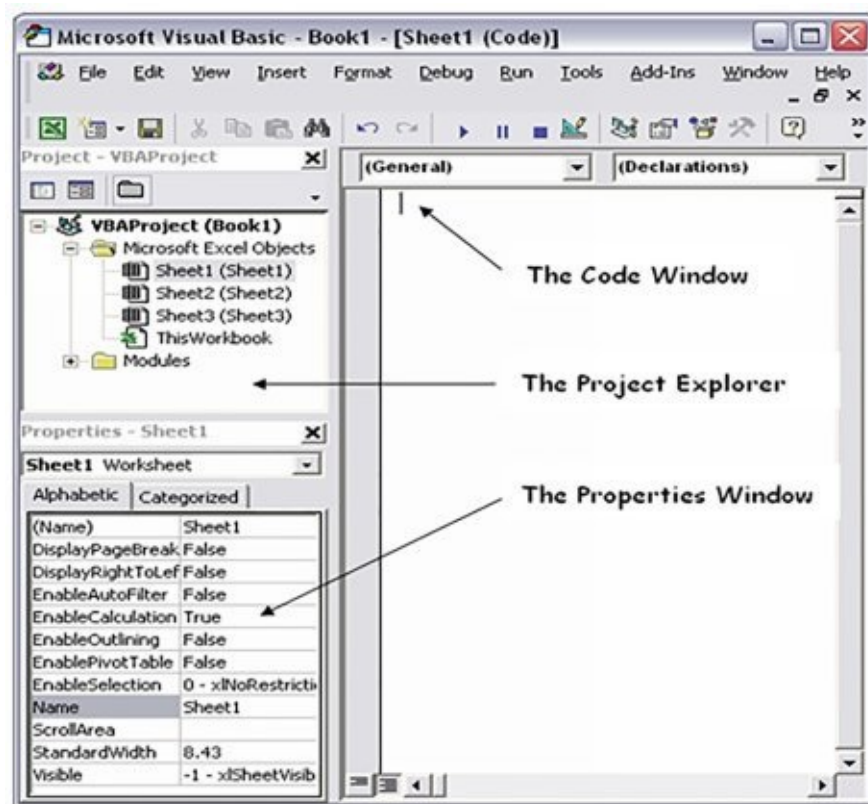 Microsoft Visual Basic - Book1 - [Sheet1 (Code)]
File Edit View Insert Format Debug Run Tools Add-Ins Window Help
Project - VBAProject
(General) (Declarations)
VBAProject (Book1)
Microsoft Excel Objects
Sheet1 (Sheet1)
Sheet2 (Sheet2)
Sheet3 (Sheet3)
ThisWorkbook
Modules
The Code Window
The Project Explorer
Properties - Sheet1
Sheet1 Worksheet
Alphabetic Categorized
The Properties Window
(Name) Sheet1
DisplayPageBreak False
DisplayRightToLef False
EnableAutoFilter False
EnableCalculation True
EnableOutlining False
EnablePivotTable False
EnableSelection 0 - xlNoRestricti
Name Sheet1
ScrollArea
StandardWidth 8.43
Visible -1 - xlSheetVisib